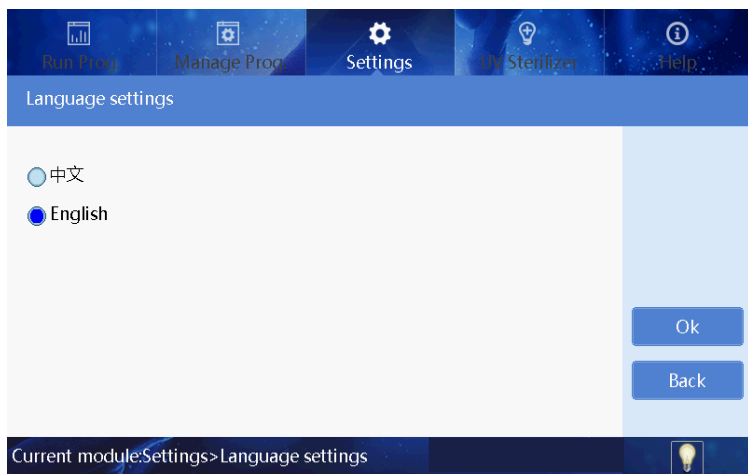 Run Prog.
Manage Prog.
Settings
UV Sterilizer
Help
Language settings
中文
English
Ok
Back
Current module:Settings>Language settings